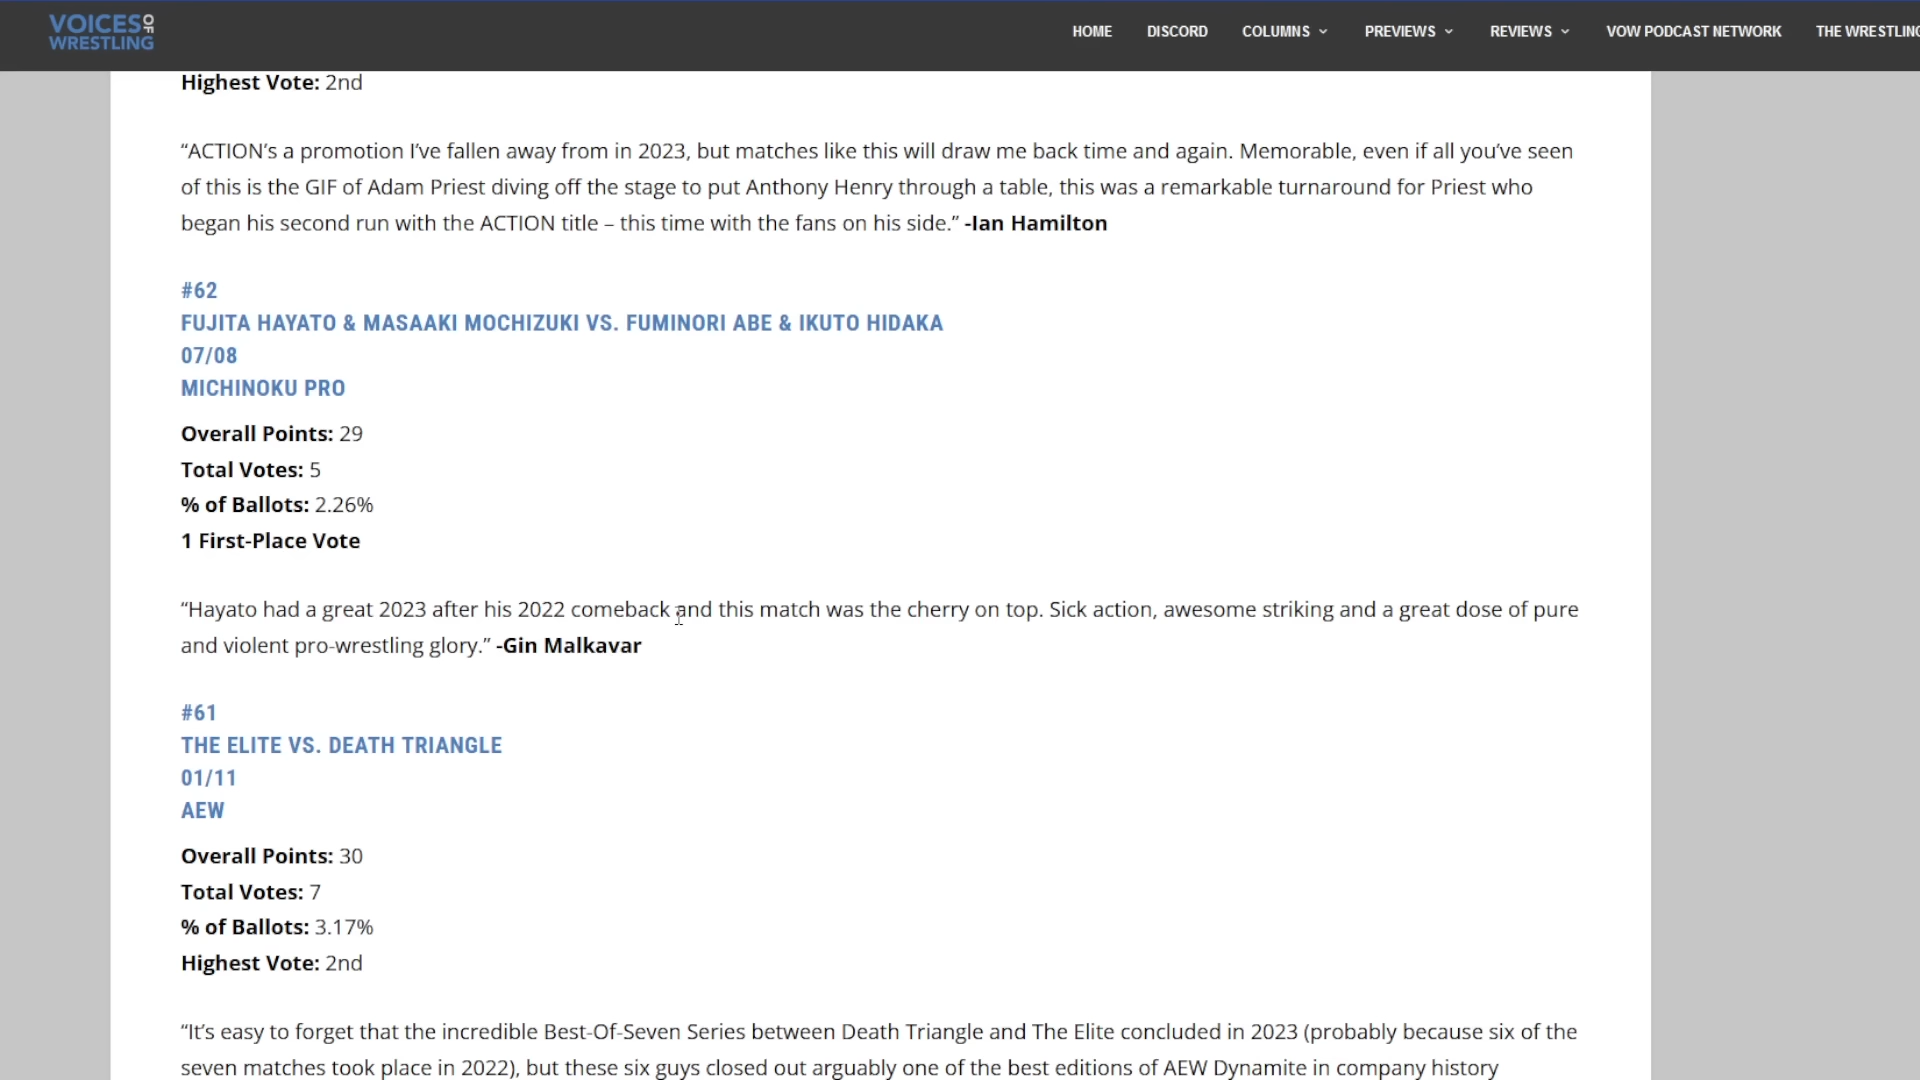 VOICES OF WRESTLING
HOME DISCORD COLUMNS PREVIEWS REVIEWS VOW PODCAST NETWORK THE WRESTLING
Highest Vote: 2nd
“ACTION’s a promotion I’ve fallen away from in 2023, but matches like this will draw me back time and again. Memorable, even if all you’ve seen
of this is the GIF of Adam Priest diving off the stage to put Anthony Henry through a table, this was a remarkable turnaround for Priest who
began his second run with the ACTION title – this time with the fans on his side.” -Ian Hamilton
#62
FUJITA HAYATO & MASAAKI MOCHIZUKI VS. FUMINORI ABE & IKUTO HIDAKA
07/08
MICHINOKU PRO
Overall Points: 29
Total Votes: 5
% of Ballots: 2.26%
1 First-Place Vote
“Hayato had a great 2023 after his 2022 comeback and this match was the cherry on top. Sick action, awesome striking and a great dose of pure
and violent pro-wrestling glory.” -Gin Malkavar
#61
THE ELITE VS. DEATH TRIANGLE
01/11
AEW
Overall Points: 30
Total Votes: 7
% of Ballots: 3.17%
Highest Vote: 2nd
“It’s easy to forget that the incredible Best-Of-Seven Series between Death Triangle and The Elite concluded in 2023 (probably because six of the
seven matches took place in 2022), but these six guys closed out arguably one of the best editions of AEW Dynamite in company history